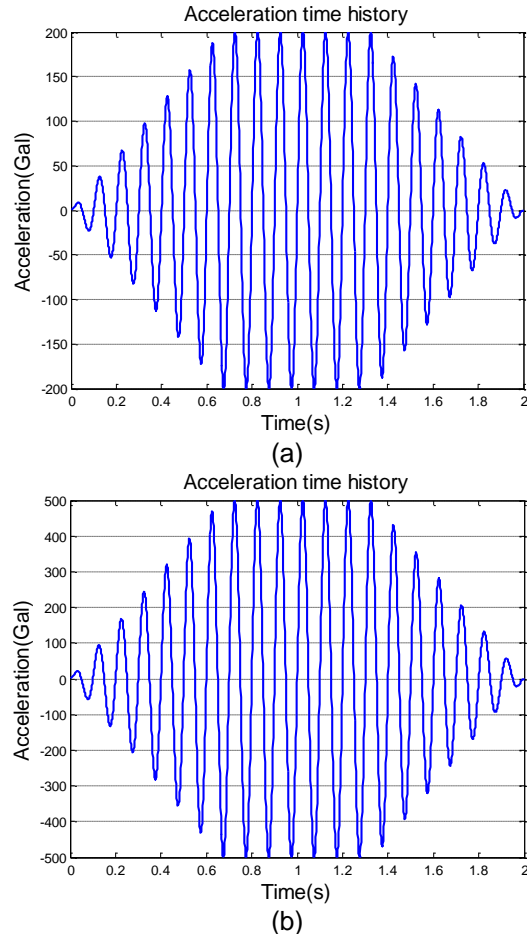 Acceleration time history
200
150
100
50
0
-50
-100
-150
-200
Acceleration(Gal)
0 0.2 0.4 0.6 0.8 1 1.2 1.4 1.6 1.8 2
Time(s)
(a)
Acceleration time history
500
400
300
200
100
0
-100
-200
-300
-400
-500
Acceleration(Gal)
0 0.2 0.4 0.6 0.8 1 1.2 1.4 1.6 1.8 2
Time(s)
(b)